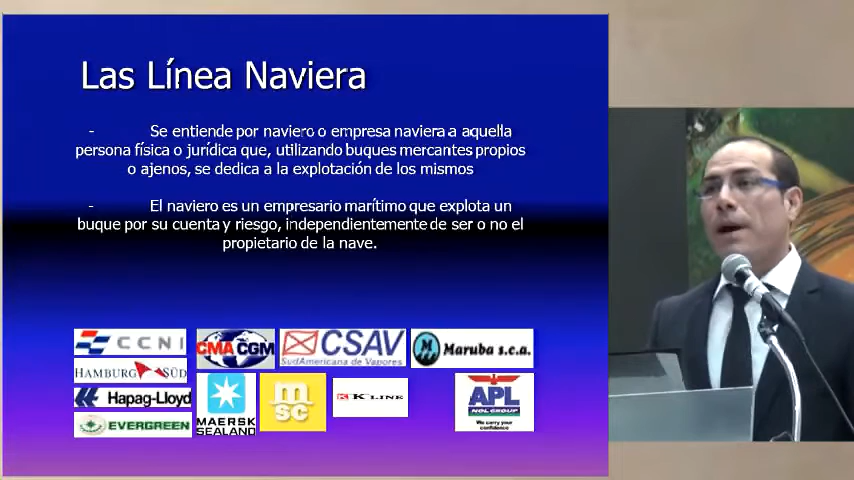 Las Línea Naviera
- Se entiende por naviero o empresa naviera a aquella
persona física o jurídica que, utilizando buques mercantes propios
o ajenos, se dedica a la explotación de los mismos
- El naviero es un empresario marítimo que explota un
buque por su cuenta y riesgo, independientemente de ser o no el
propietario de la nave.
CCNI
CMA CGM
CSAV
SudAmericana de Vapores
Maruba s.c.a.
HAMBURG SÜD
Hapag-Lloyd
EVERGREEN
MAERSK
SEALAND
msc
K LINE
APL
NOL GROUP
We carry your
confidence